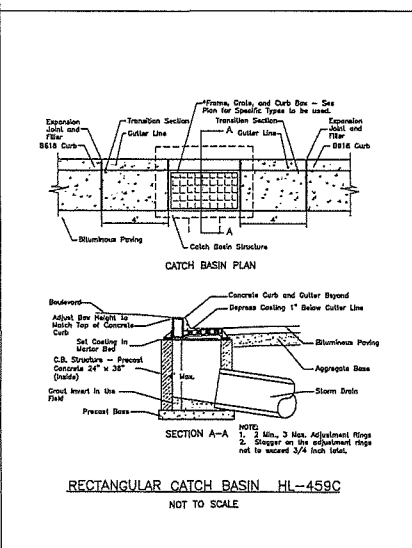 *Frame, Grate, and Curb Box – See
Plan for Specific Types to be used.
Expansion
Joint and
Filler
B618 Curb
Transition Section
Gutter Line
A
Transition Section
Gutter Line
Expansion
Joint and
Filler
B618 Curb
4'
4'
A
Bituminous Paving
Catch Basin Structure
CATCH BASIN PLAN
Boulevard
Adjust Box Height to
Match Top of Concrete
Curb
Set Casting in
Mortar Bed
C.B. Structure – Precast
Concrete 24" x 36"
(Inside)
Grout Invert in the
Field
Precast Base
Concrete Curb and Gutter Beyond
Depress Casting 1" Below Gutter Line
Bituminous Paving
Aggregate Base
Max.
Storm Drain
SECTION A–A
NOTE:
1. 2 Min., 3 Max. Adjustment Rings
2. Stagger on the adjustment rings
not to exceed 3/4 inch total.
RECTANGULAR CATCH BASIN HL–459C
NOT TO SCALE